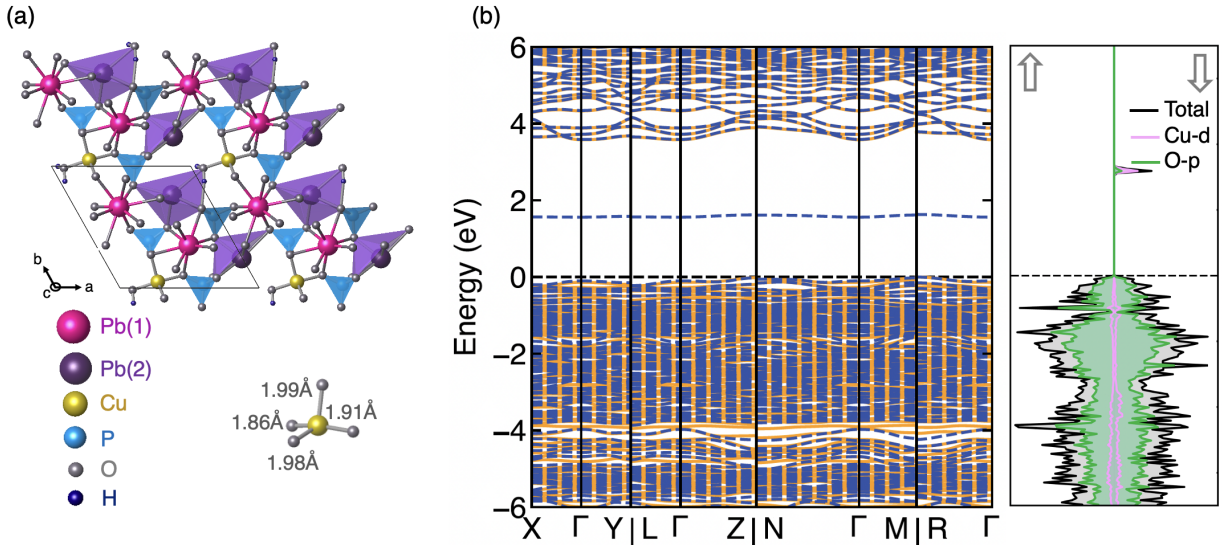 (a)
b
c
a
Pb(1)
Pb(2)
Cu
P
O
H
1.99Å
1.86Å
1.91Å
1.98Å
(b)
Energy (eV)
6
4
2
0
−2
−4
−6
X Γ Y|L Γ Z|N Γ M|R Γ
Total
Cu-d
O-p